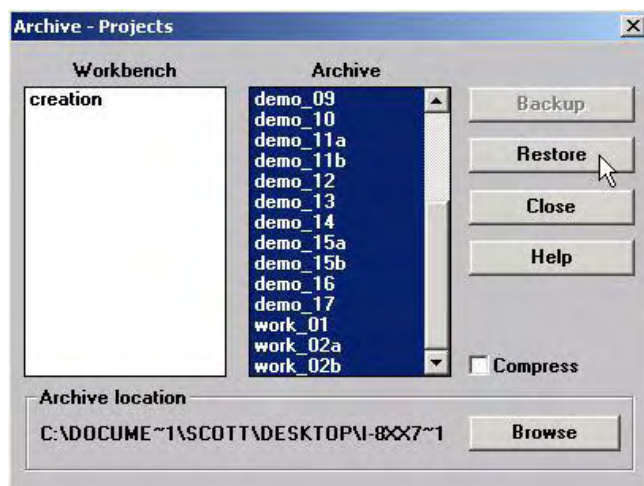 Archive - Projects
Workbench
creation
Archive
demo_09
demo_10
demo_11a
demo_11b
demo_12
demo_13
demo_14
demo_15a
demo_15b
demo_16
demo_17
work_01
work_02a
work_02b
Backup
Restore
Close
Help
Compress
Archive location
C:\DOCUME~1\SCOTT\DESKTOP\I-8XX7~1
Browse